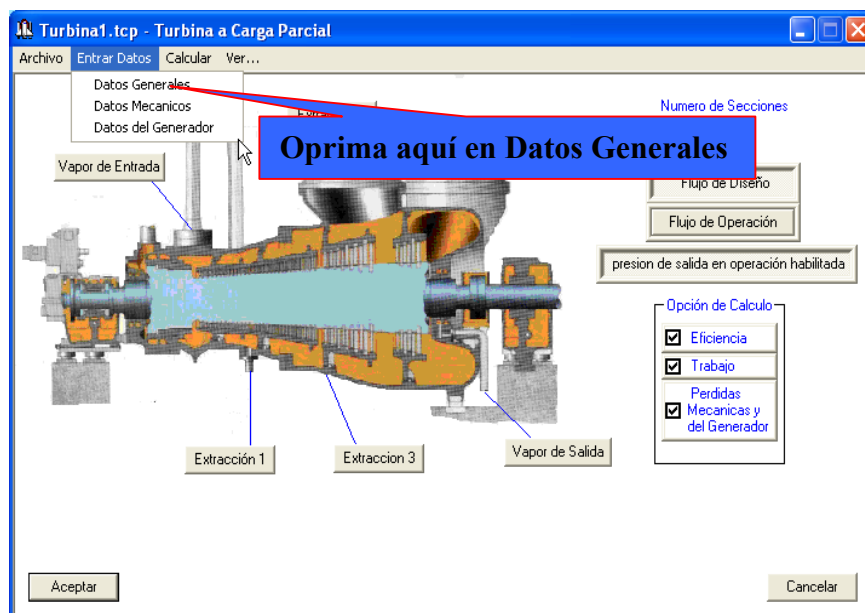 Turbina1.tcp - Turbina a Carga Parcial
Archivo Entrar Datos Calcular Ver...
Datos Generales
Datos Mecanicos
Datos del Generador
Numero de Secciones
Oprima aquí en Datos Generales
Vapor de Entrada
Flujo de Diseño
Flujo de Operación
presion de salida en operación habilitada
Opción de Calculo
Eficiencia
Trabajo
Perdidas
Mecanicas y
del Generador
Extracción 1
Extraccion 3
Vapor de Salida
Aceptar
Cancelar